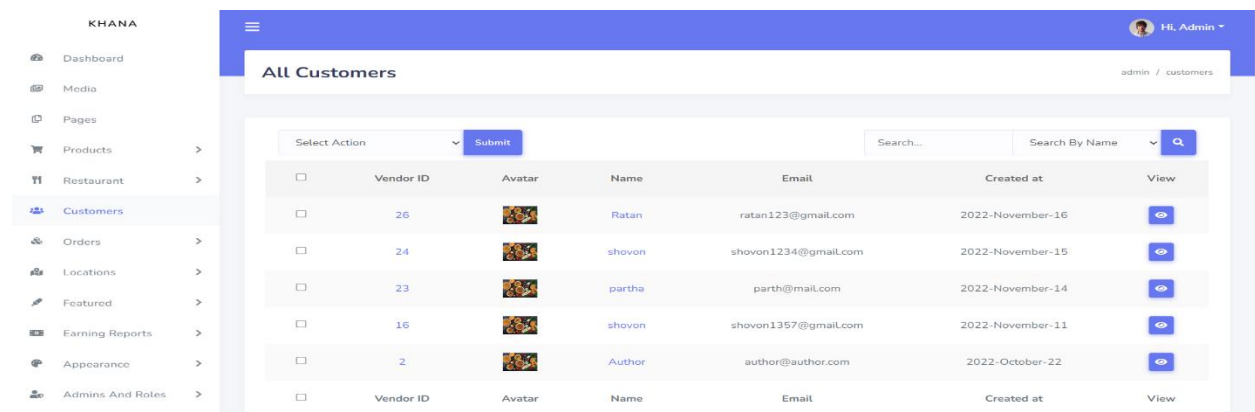 KHANA
Hi, Admin
Dashboard
Media
Pages
Products
Restaurant
Customers
Orders
Locations
Featured
Earning Reports
Appearance
Admins And Roles
All Customers
admin / customers
Select Action Submit Search... Search By Name
Vendor ID Avatar Name Email Created at View
26 Ratan ratan123@gmail.com 2022-November-16
24 shovon shovon1234@gmail.com 2022-November-15
23 partha parth@mail.com 2022-November-14
16 shovon shovon1357@gmail.com 2022-November-11
2 Author author@author.com 2022-October-22
Vendor ID Avatar Name Email Created at View